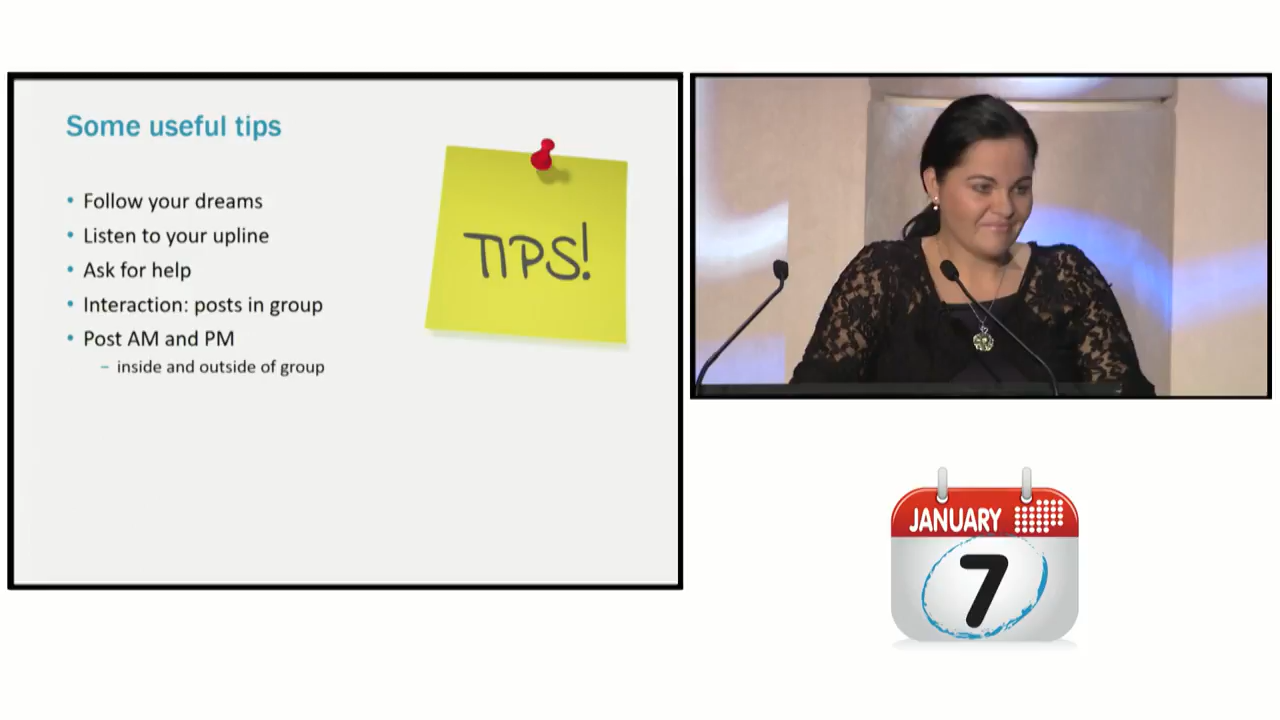 Some useful tips
• Follow your dreams
• Listen to your upline
• Ask for help
• Interaction: posts in group
• Post AM and PM
– inside and outside of group
TIPS!
JANUARY
7